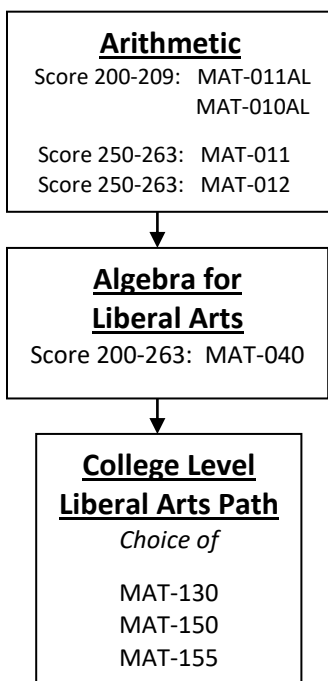 Arithmetic
Score 200-209: MAT-011AL
MAT-010AL
Score 250-263: MAT-011
Score 250-263: MAT-012
Algebra for
Liberal Arts
Score 200-263: MAT-040
College Level
Liberal Arts Path
Choice of
MAT-130
MAT-150
MAT-155